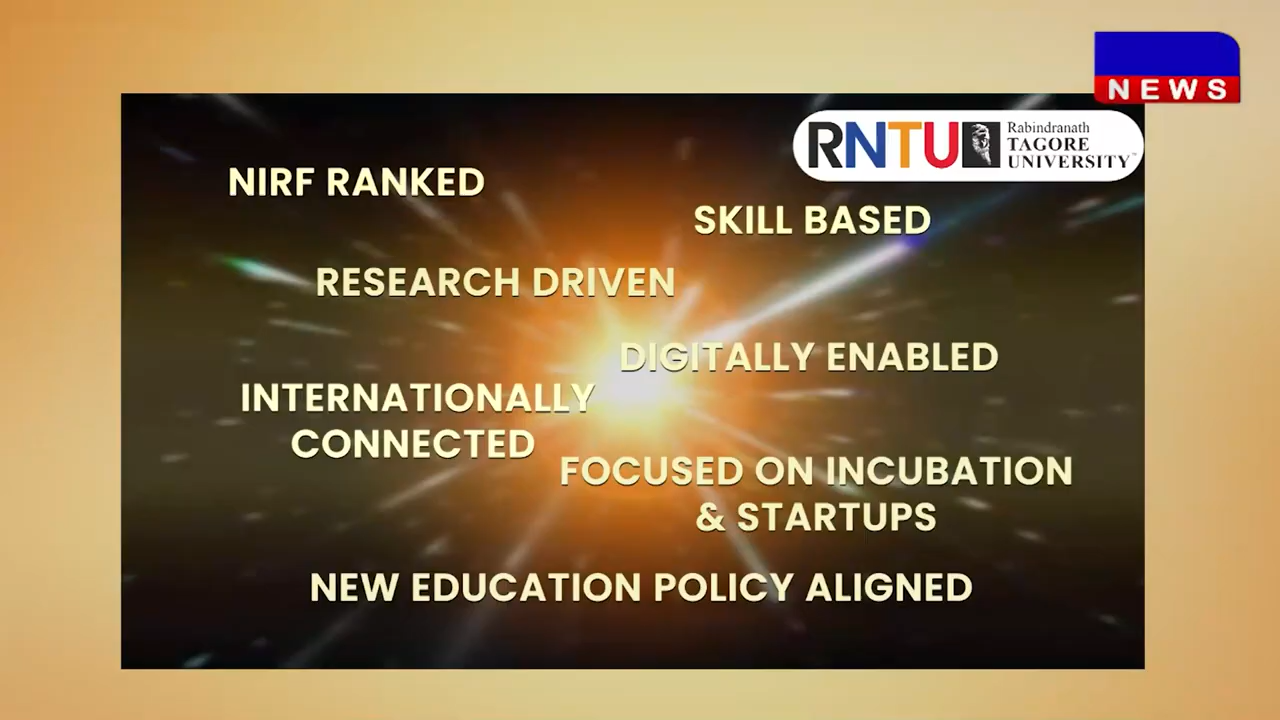 NEWS
RNTU
Rabindranath
TAGORE
UNIVERSITY™
NIRF RANKED
SKILL BASED
RESEARCH DRIVEN
DIGITALLY ENABLED
INTERNATIONALLY
CONNECTED
FOCUSED ON INCUBATION
& STARTUPS
NEW EDUCATION POLICY ALIGNED